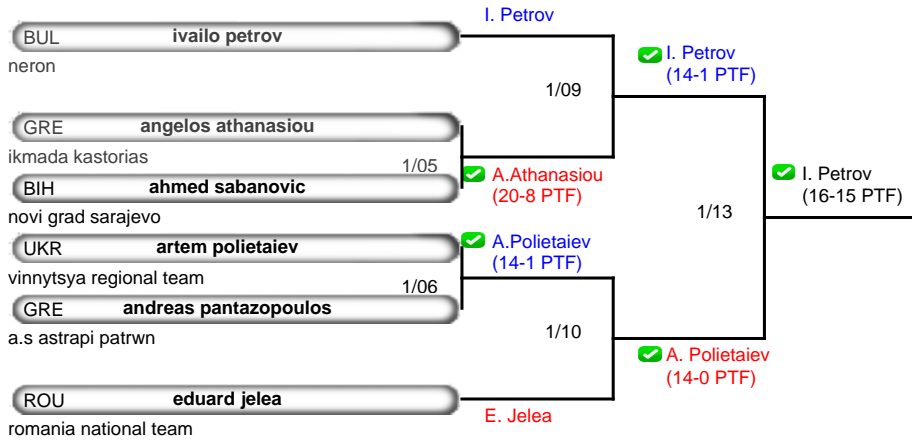 I. Petrov
BUL ivailo petrov
neron
I. Petrov
(14-1 PTF)
1/09
GRE angelos athanasiou
ikmada kastorias
1/05
BIH ahmed sabanovic
novi grad sarajevo
A.Athanasiou
(20-8 PTF)
I. Petrov
(16-15 PTF)
1/13
UKR artem polietaiev
vinnytsya regional team
A.Polietaiev
(14-1 PTF)
1/06
GRE andreas pantazopoulos
a.s astrapi patrwn
1/10
A. Polietaiev
(14-0 PTF)
ROU eduard jelea
romania national team
E. Jelea